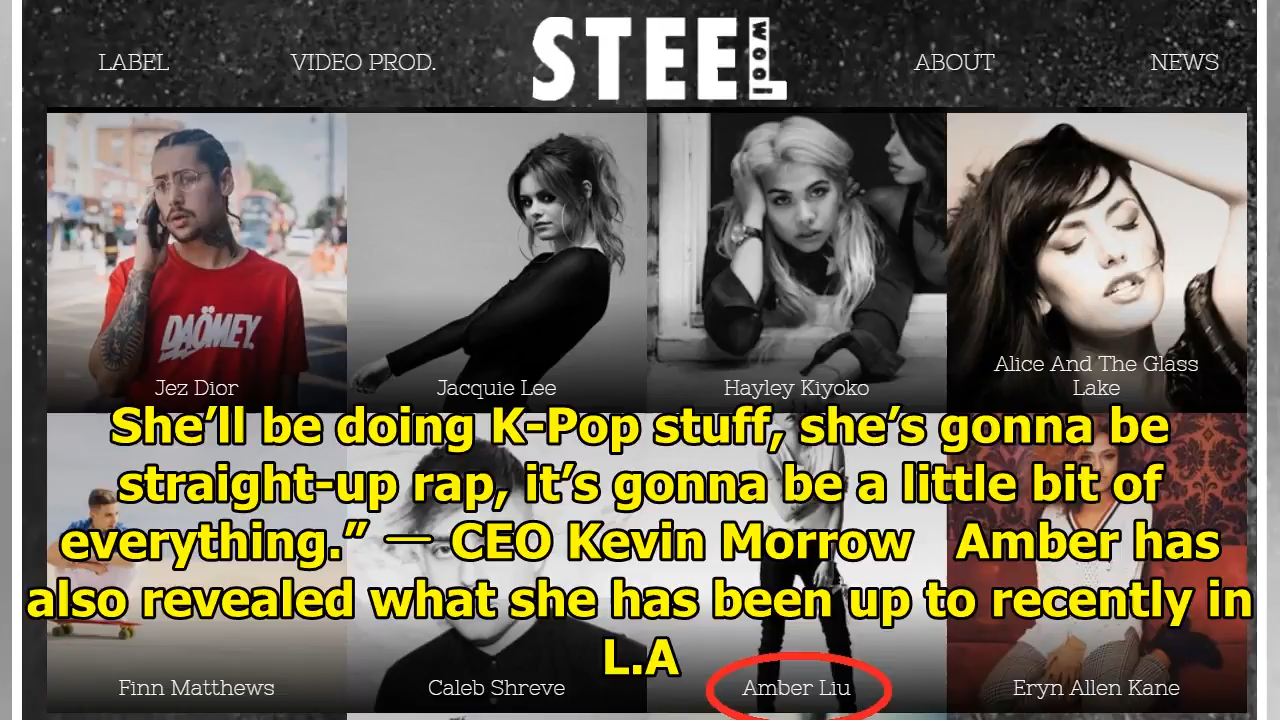 STEEL wool
LABEL
VIDEO PROD.
ABOUT
NEWS
DAÖMEY.
Jez Dior
Jacquie Lee
Hayley Kiyoko
Alice And The Glass
Lake
She’ll be doing K-Pop stuff, she’s gonna be
straight-up rap, it’s gonna be a little bit of
everything.” — CEO Kevin Morrow Amber has
also revealed what she has been up to recently in
L.A
Finn Matthews
Caleb Shreve
Amber Liu
Eryn Allen Kane